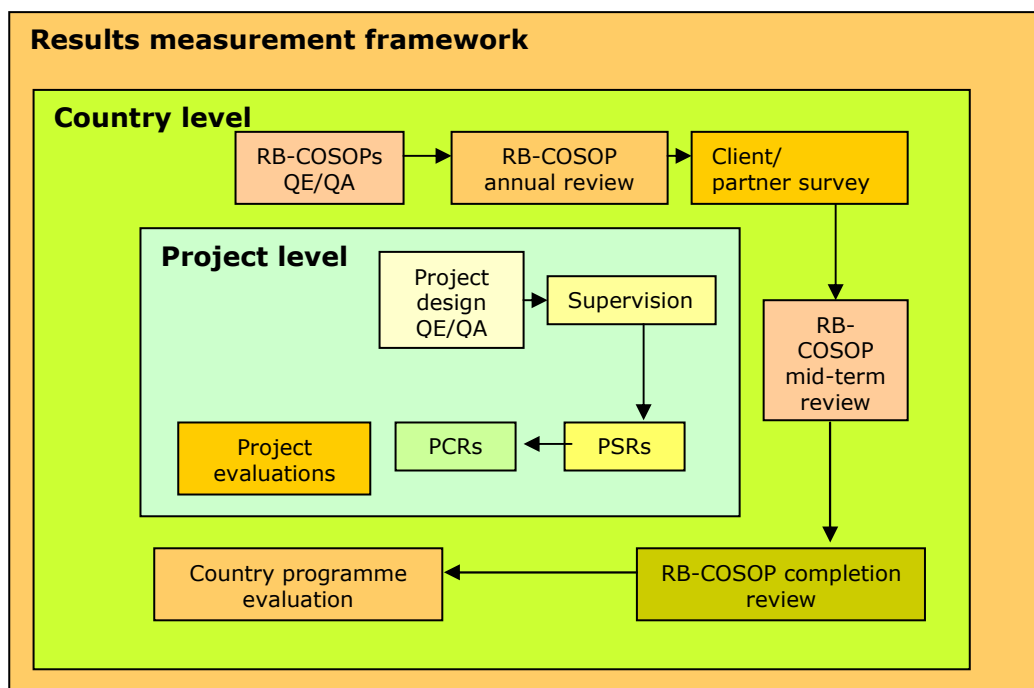 Results measurement framework
Country level
RB-COSOPs
QE/QA
RB-COSOP
annual review
Client/
partner survey
Project level
Project
design
QE/QA
Supervision
RB-
COSOP
mid-term
review
Project
evaluations
PCRs
PSRs
Country programme
evaluation
RB-COSOP completion
review